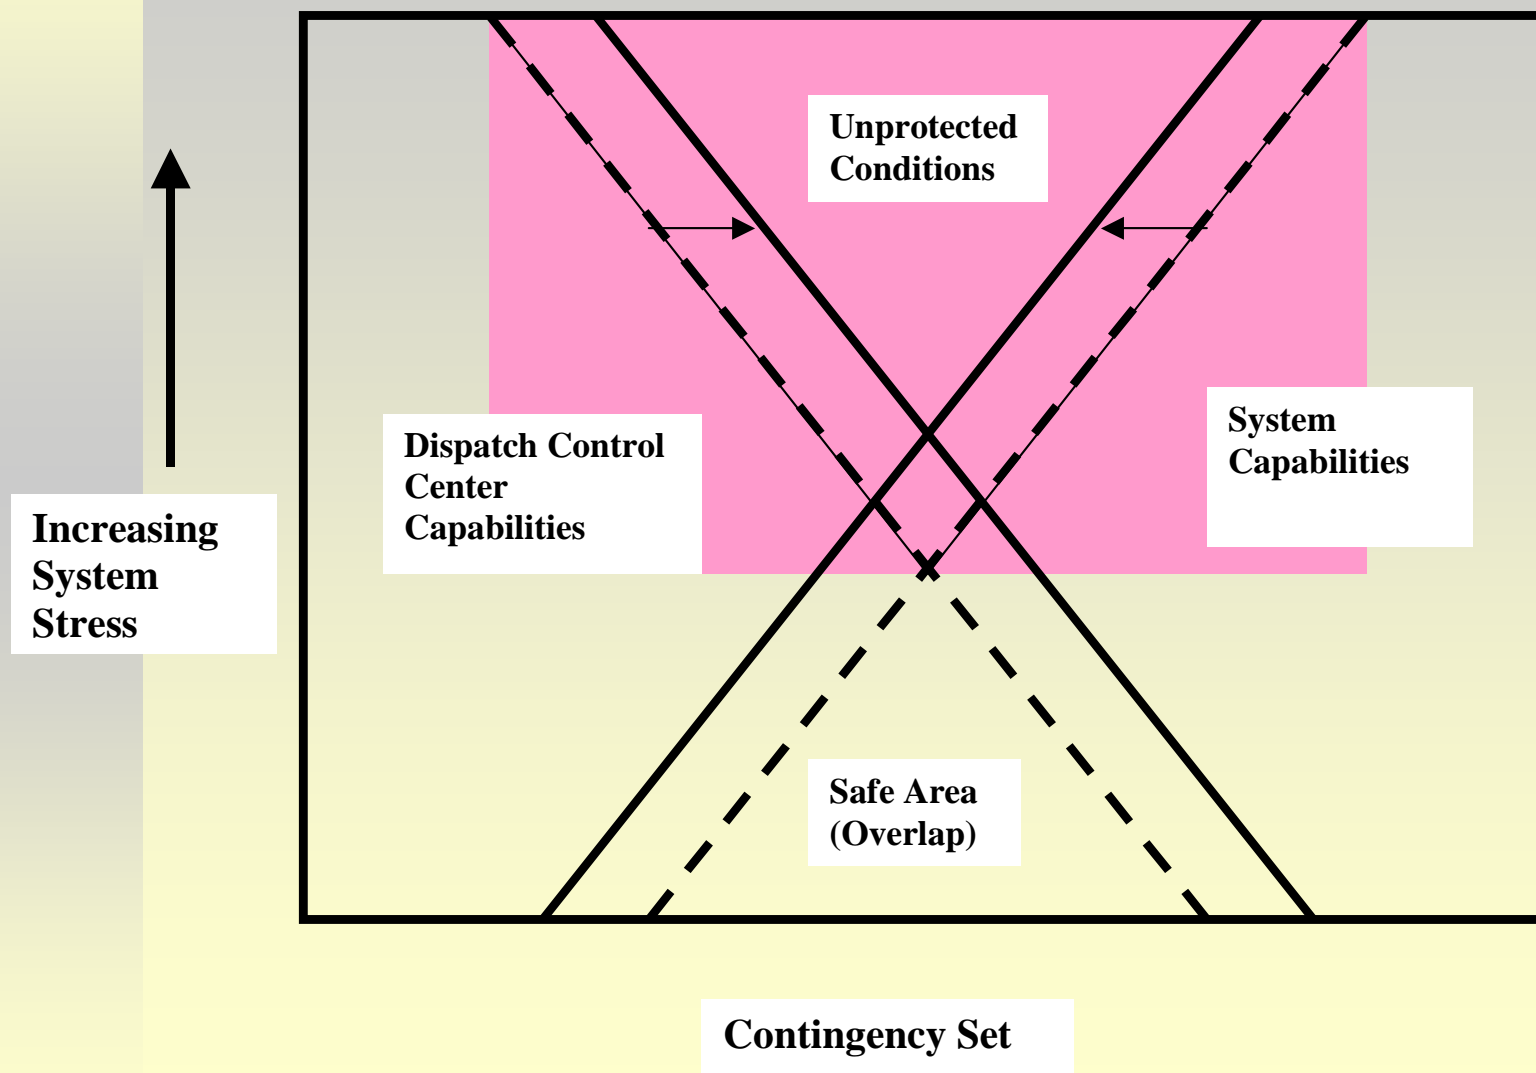 Unprotected
Conditions
Dispatch Control
Center
Capabilities
System
Capabilities
Increasing
System
Stress
Safe Area
(Overlap)
Contingency Set